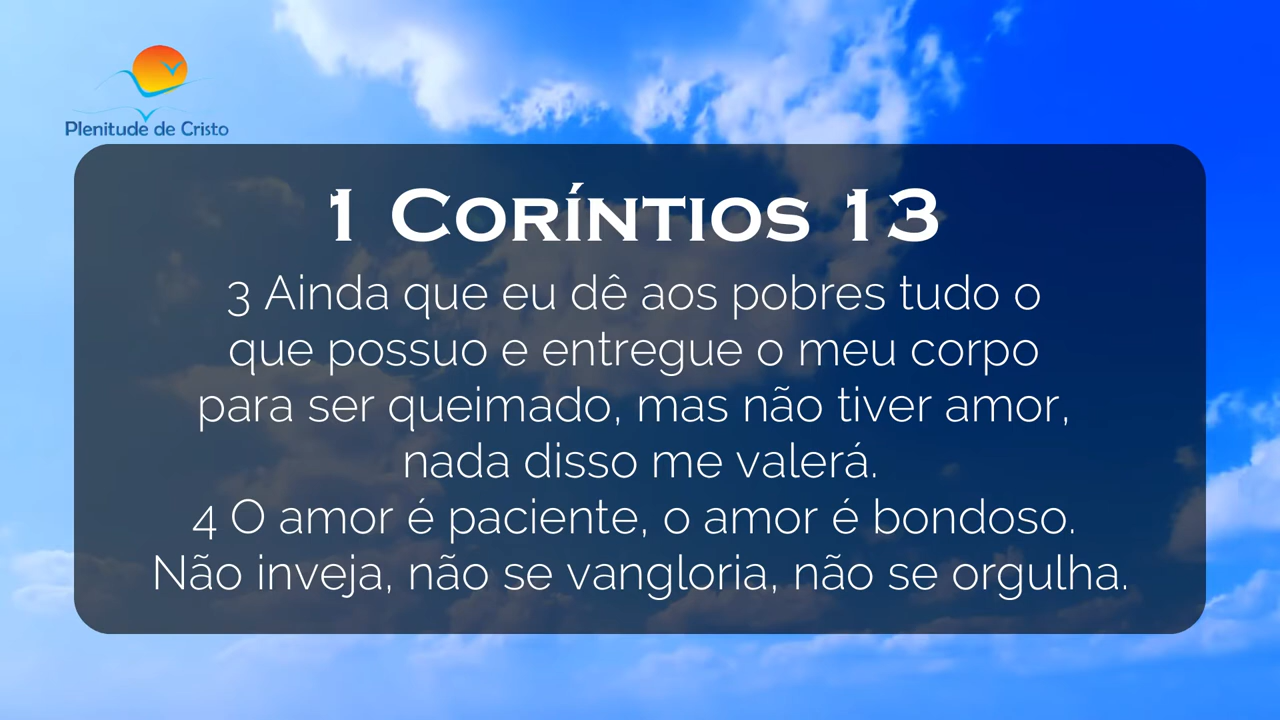 Plenitude de Cristo
1 Coríntios 13
3 Ainda que eu dê aos pobres tudo o
que possuo e entregue o meu corpo
para ser queimado, mas não tiver amor,
nada disso me valerá.
4 O amor é paciente, o amor é bondoso.
Não inveja, não se vangloria, não se orgulha.